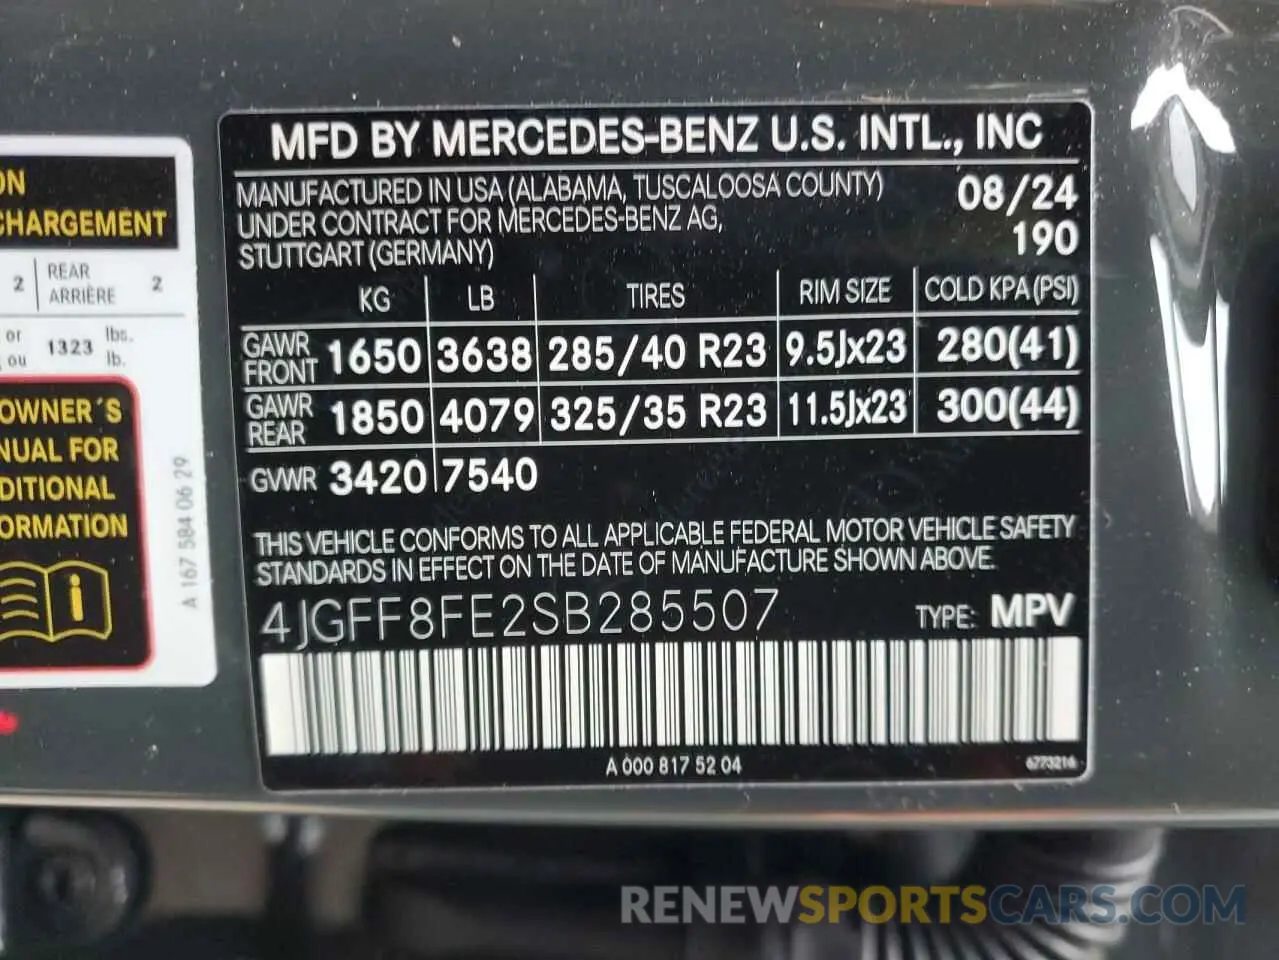 ON
CHARGEMENT
2 REAR ARRIÈRE 2
or ou 1323 lbs. lb.
OWNER´S
NUAL FOR
DITIONAL
FORMATION
A 167 584 06 29
MFD BY MERCEDES-BENZ U.S. INTL., INC
MANUFACTURED IN USA (ALABAMA, TUSCALOOSA COUNTY) 08/24
UNDER CONTRACT FOR MERCEDES-BENZ AG, 190
STUTTGART (GERMANY)
KG LB TIRES RIM SIZE COLD KPA (PSI)
GAWR FRONT 1650 3638 285/40 R23 9.5Jx23 280(41)
GAWR REAR 1850 4079 325/35 R23 11.5Jx23 300(44)
GVWR 3420 7540
THIS VEHICLE CONFORMS TO ALL APPLICABLE FEDERAL MOTOR VEHICLE SAFETY
STANDARDS IN EFFECT ON THE DATE OF MANUFACTURE SHOWN ABOVE.
4JGFF8FE2SB285507 TYPE: MPV
A 000 817 52 04 6773216
RENEWSPORTSCARS.COM